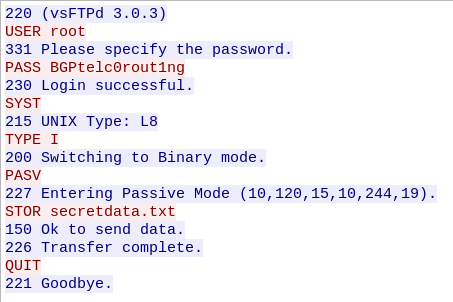 220 (vsFTPd 3.0.3)
USER root
331 Please specify the password.
PASS BGPtelc0rout1ng
230 Login successful.
SYST
215 UNIX Type: L8
TYPE I
200 Switching to Binary mode.
PASV
227 Entering Passive Mode (10,120,15,10,244,19).
STOR secretdata.txt
150 Ok to send data.
226 Transfer complete.
QUIT
221 Goodbye.